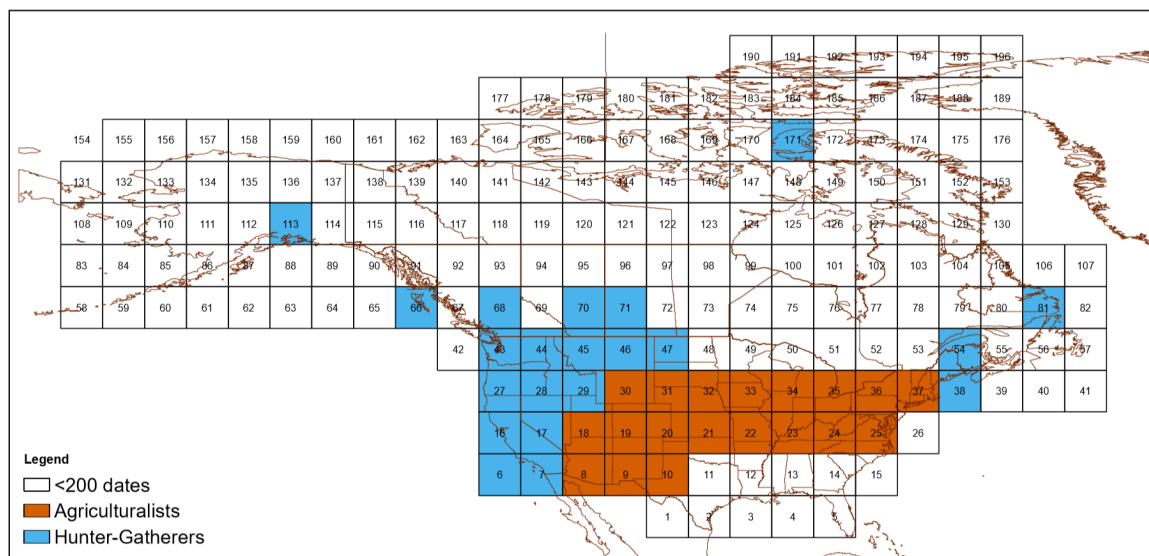 190 191 192 193 194 195 196
177 178 179 180 181 182 183 184 185 186 187 188 189
154 155 156 157 158 159 160 161 162 163 164 165 166 167 168 169 170 171 172 173 174 175 176
131 132 133 134 135 136 137 138 139 140 141 142 143 144 145 146 147 148 149 150 151 152 153
108 109 110 111 112 113 114 115 116 117 118 119 120 121 122 123 124 125 126 127 128 129 130
83 84 85 86 87 88 89 90 91 92 93 94 95 96 97 98 99 100 101 102 103 104 105 106 107
58 59 60 61 62 63 64 65 66 67 68 69 70 71 72 73 74 75 76 77 78 79 80 81 82
42 43 44 45 46 47 48 49 50 51 52 53 54 55 56 57
27 28 29 30 31 32 33 34 35 36 37 38 39 40 41
16 17 18 19 20 21 22 23 24 25 26
6 7 8 9 10 11 12 13 14 15
1 2 3 4 5
Legend
<200 dates
Agriculturalists
Hunter-Gatherers